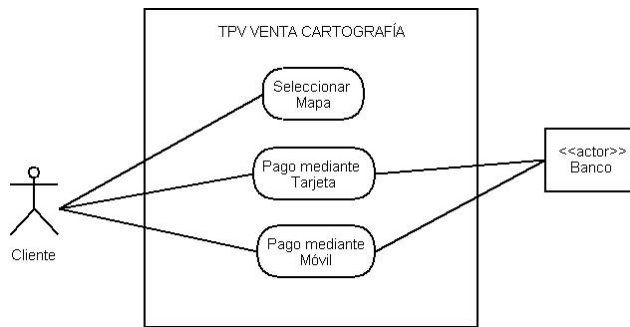 TPV VENTA CARTOGRAFÍA
Seleccionar
Mapa
Pago mediante
Tarjeta
<<actor>>
Banco
Cliente
Pago mediante
Móvil